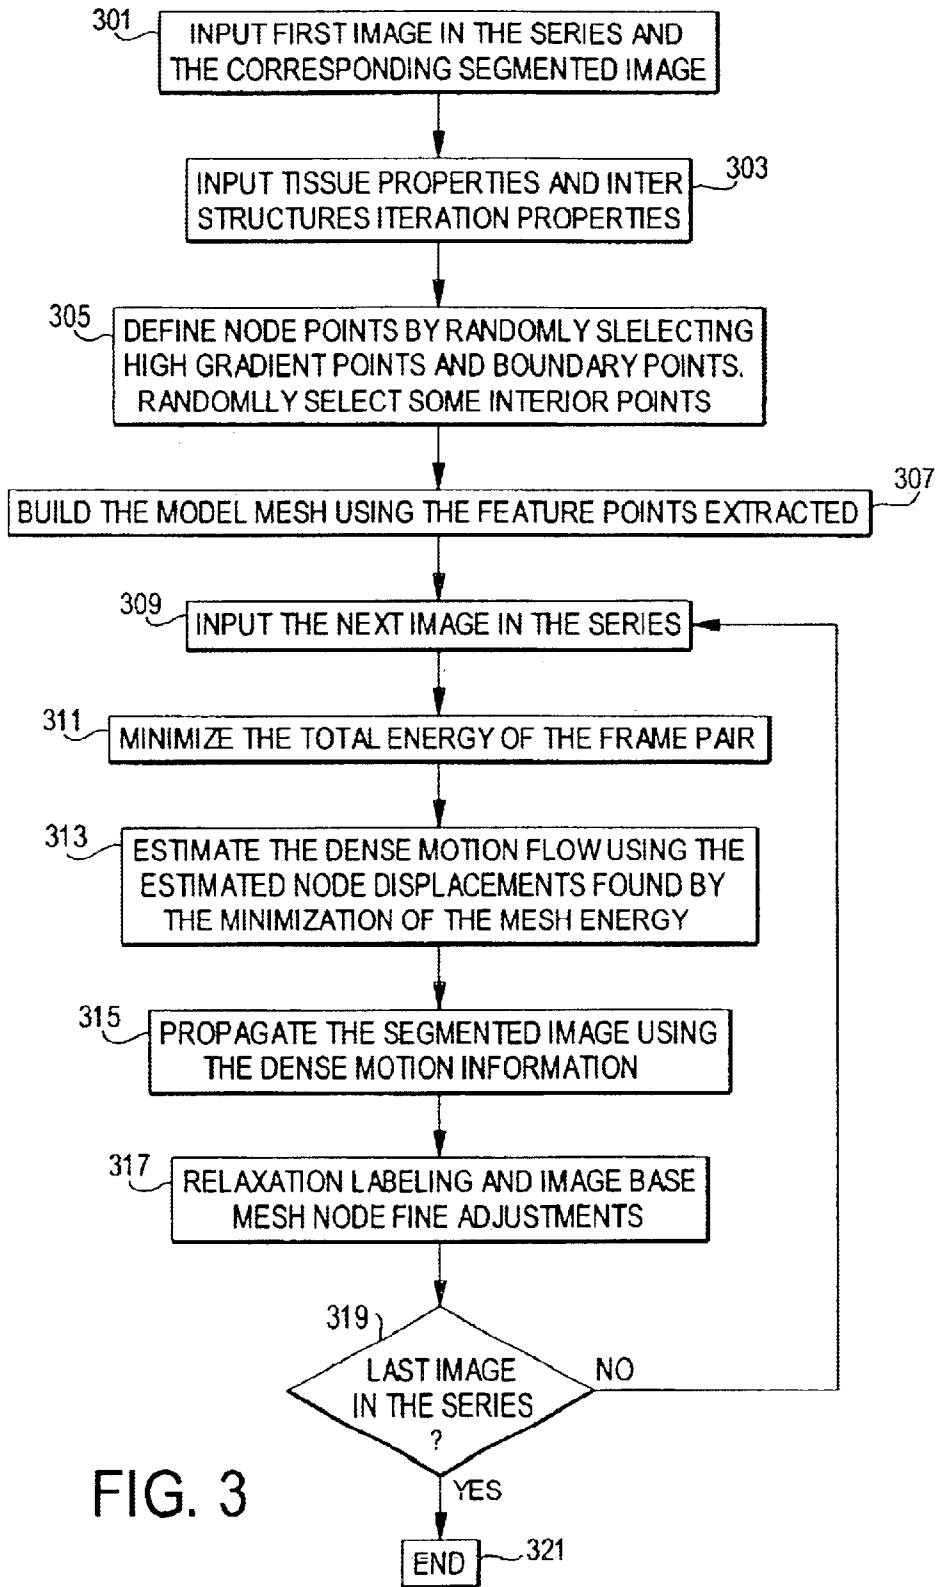 301
INPUT FIRST IMAGE IN THE SERIES AND
THE CORRESPONDING SEGMENTED IMAGE
303
INPUT TISSUE PROPERTIES AND INTER
STRUCTURES ITERATION PROPERTIES
305
DEFINE NODE POINTS BY RANDOMLY SLELECTING
HIGH GRADIENT POINTS AND BOUNDARY POINTS.
RANDOMLLY SELECT SOME INTERIOR POINTS
307
BUILD THE MODEL MESH USING THE FEATURE POINTS EXTRACTED
309
INPUT THE NEXT IMAGE IN THE SERIES
311
MINIMIZE THE TOTAL ENERGY OF THE FRAME PAIR
313
ESTIMATE THE DENSE MOTION FLOW USING THE
ESTIMATED NODE DISPLACEMENTS FOUND BY
THE MINIMIZATION OF THE MESH ENERGY
315
PROPAGATE THE SEGMENTED IMAGE USING
THE DENSE MOTION INFORMATION
317
RELAXATION LABELING AND IMAGE BASE
MESH NODE FINE ADJUSTMENTS
319
LAST IMAGE
IN THE SERIES
?
NO
YES
END
321
FIG. 3